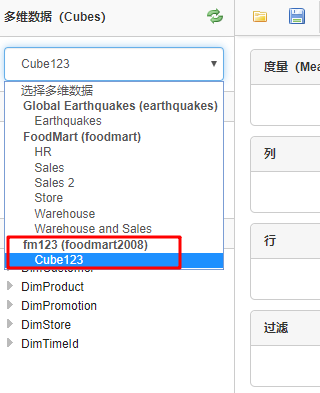 多维数据（Cubes）
Cube123
选择多维数据
Global Earthquakes (earthquakes)
Earthquakes
FoodMart (foodmart)
HR
Sales
Sales 2
Store
Warehouse
Warehouse and Sales
fm123 (foodmart2008)
Cube123
DimCustomer
DimProduct
DimPromotion
DimStore
DimTimeId
度量（Mea
列
行
过滤